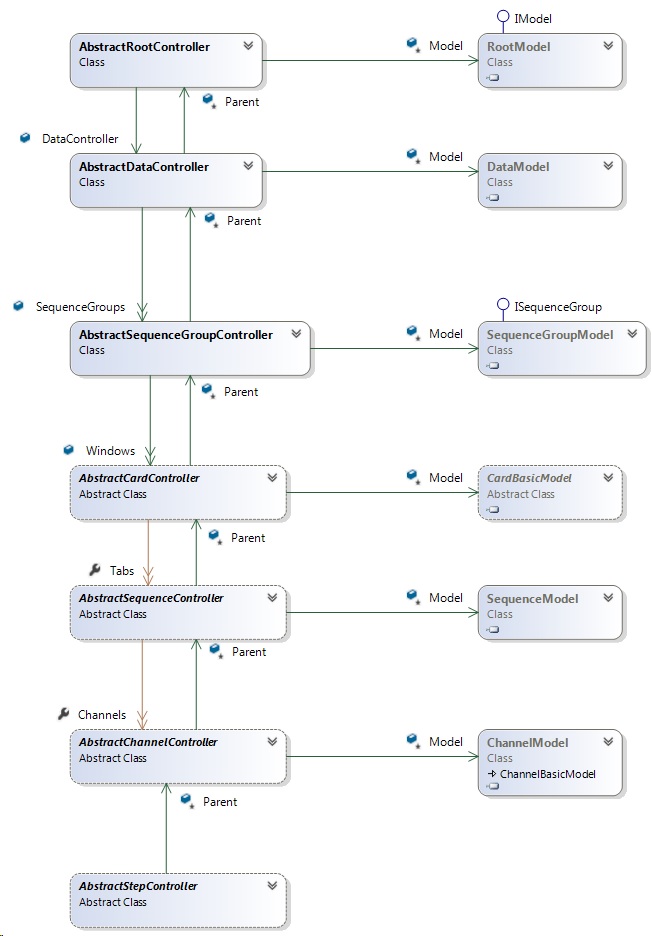 IModel
AbstractRootController
Class
Model
RootModel
Class
Parent
DataController
AbstractDataController
Class
Model
DataModel
Class
Parent
SequenceGroups
ISequenceGroup
AbstractSequenceGroupController
Class
Model
SequenceGroupModel
Class
Parent
Windows
AbstractCardController
Abstract Class
Model
CardBasicModel
Abstract Class
Parent
Tabs
AbstractSequenceController
Abstract Class
Model
SequenceModel
Class
Parent
Channels
AbstractChannelController
Abstract Class
Model
ChannelModel
Class
ChannelBasicModel
Parent
AbstractStepController
Abstract Class